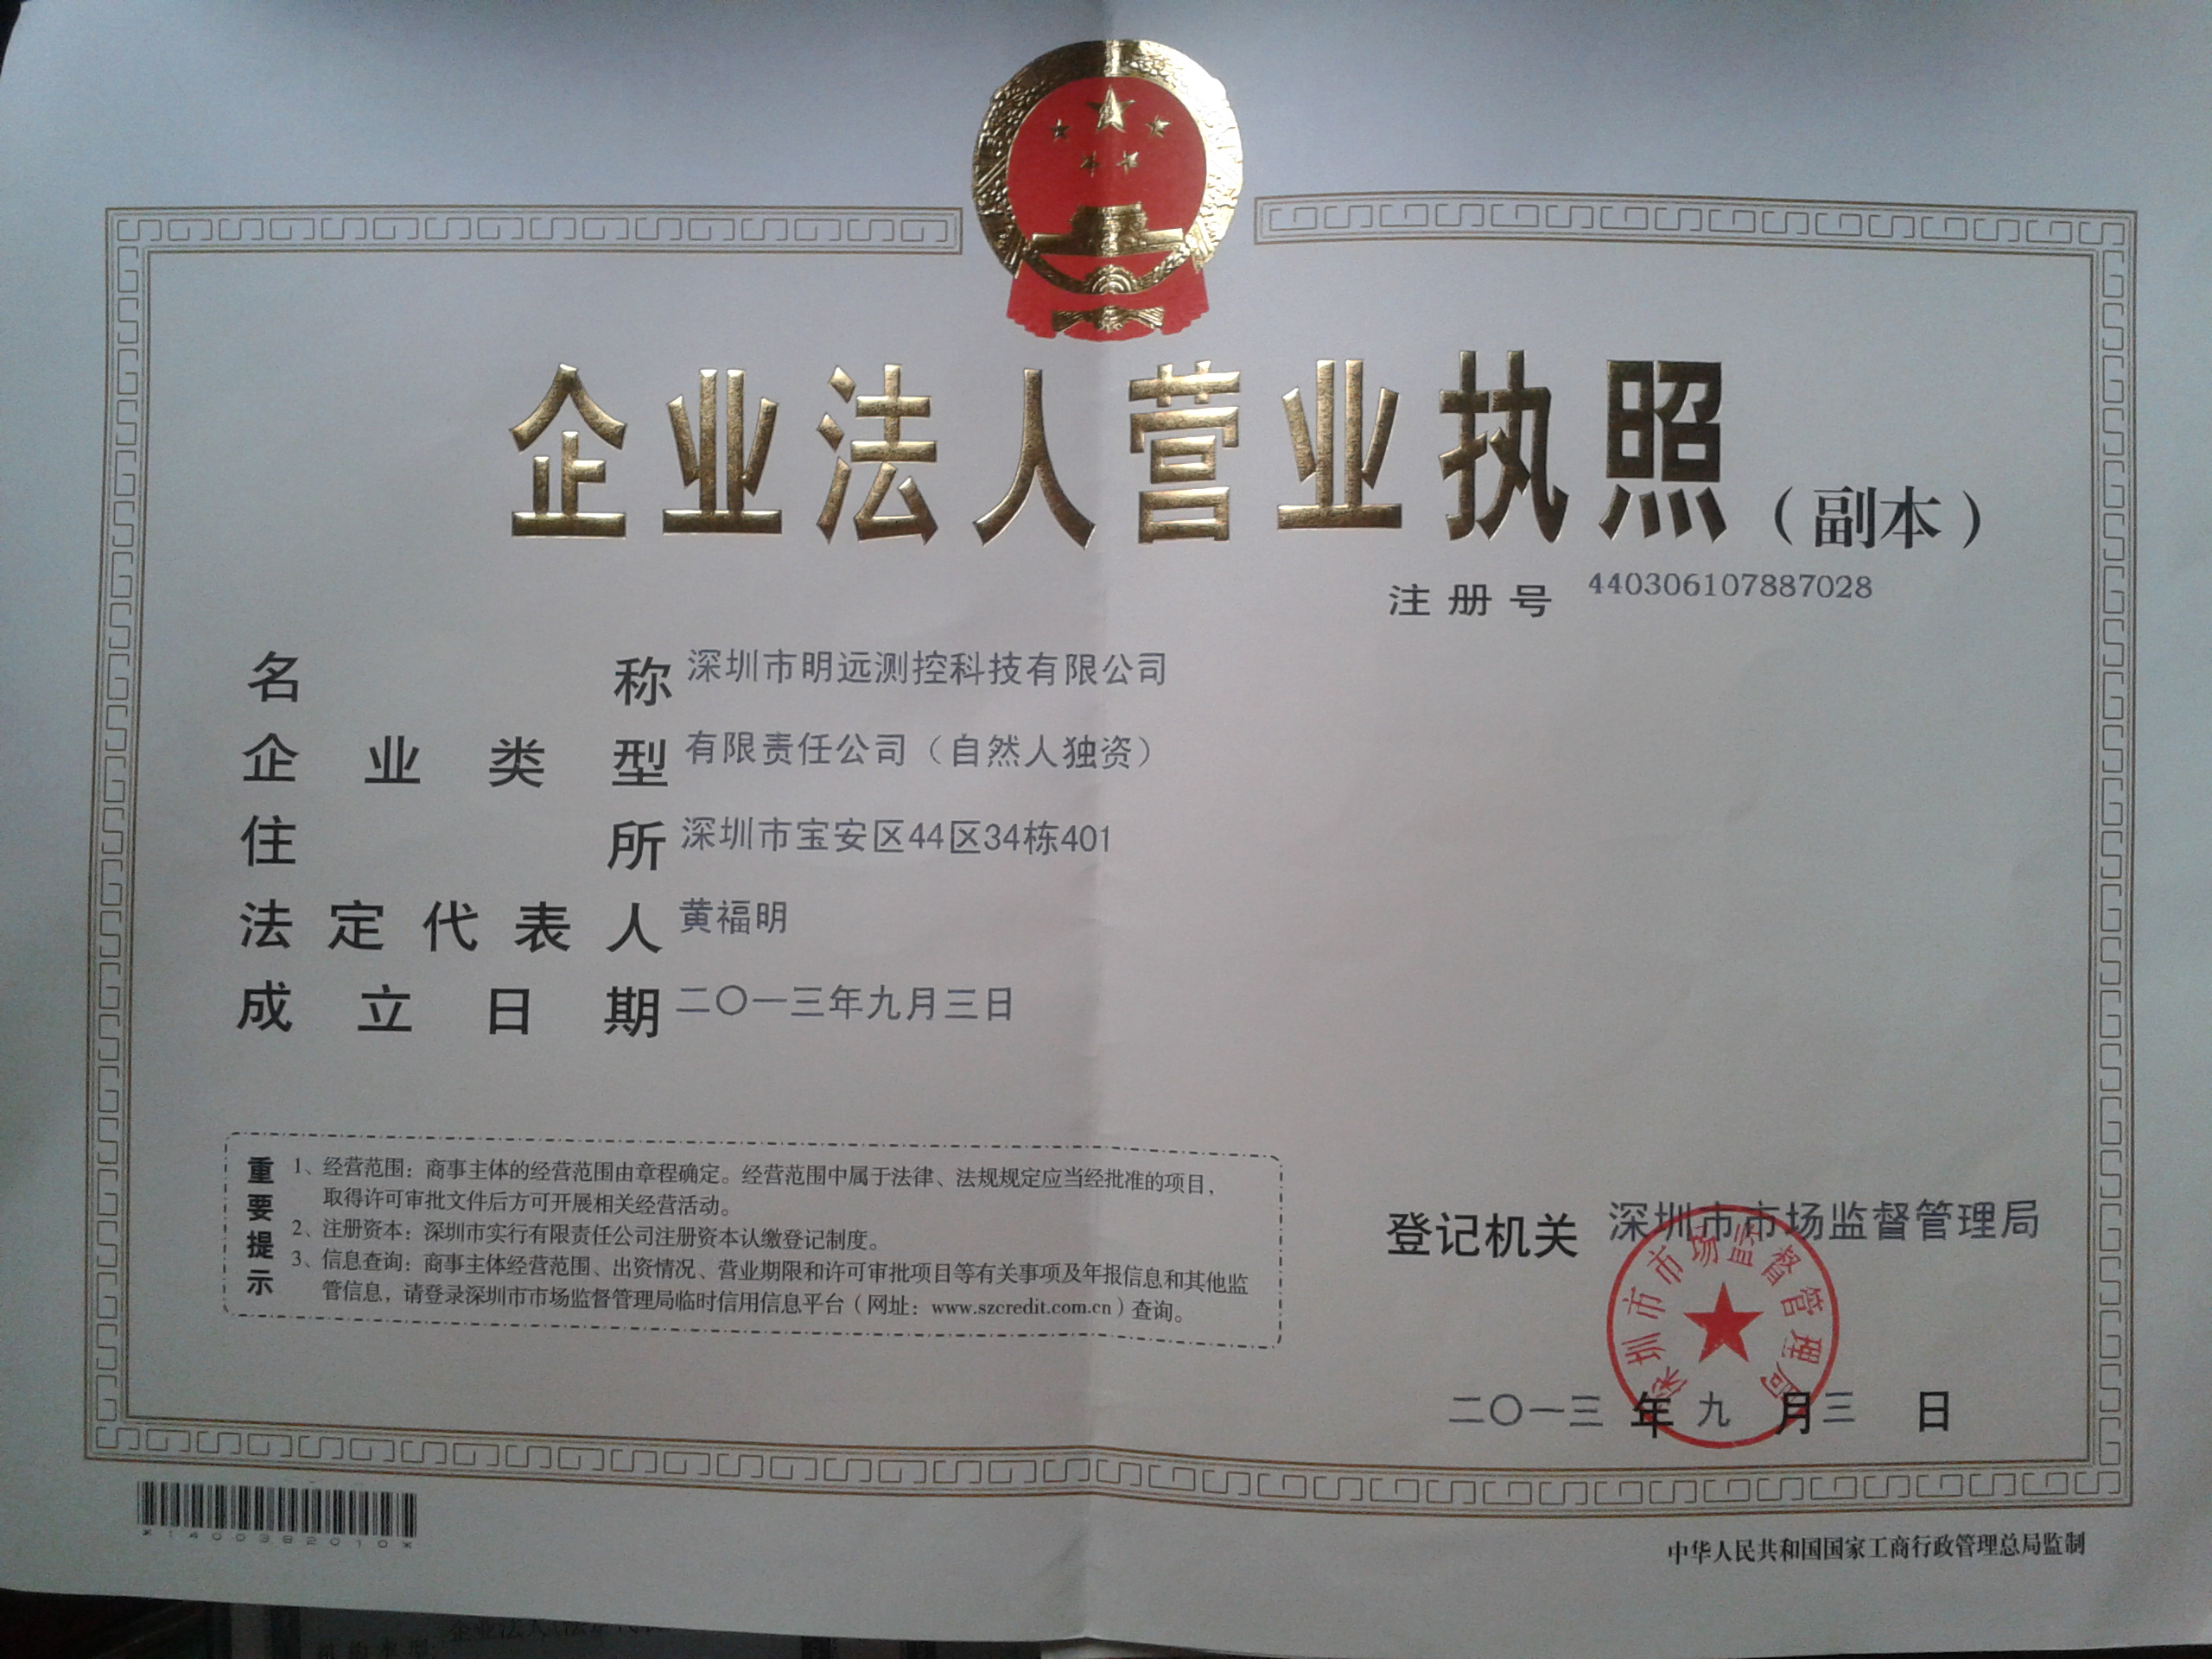 企业法人营业执照（副本）
注册号 440306107887028
名称 深圳市明远测控科技有限公司
企业类型 有限责任公司（自然人独资）
住所 深圳市宝安区44区34栋401
法定代表人 黄福明
成立日期 二〇一三年九月三日
重要提示
1、经营范围：商事主体的经营范围由章程确定。经营范围中属于法律、法规规定应当经批准的项目，
取得许可审批文件后方可开展相关经营活动。
2、注册资本：深圳市实行有限责任公司注册资本认缴登记制度。
3、信息查询：商事主体经营范围、出资情况、营业期限和许可审批项目等有关事项及年报信息和其他监
管信息，请登录深圳市市场监督管理局临时信用信息平台（网址：www.szcredit.com.cn）查询。
登记机关 深圳市市场监督管理局
深圳市市场监督管理局
二〇一三年九月三日
*1400382010*
中华人民共和国国家工商行政管理总局监制